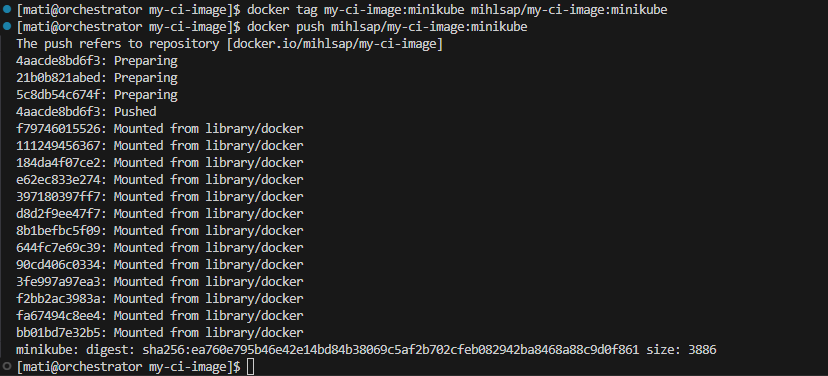 [mati@orchestrator my-ci-image]$ docker tag my-ci-image:minikube mihlsap/my-ci-image:minikube
[mati@orchestrator my-ci-image]$ docker push mihlsap/my-ci-image:minikube
The push refers to repository [docker.io/mihlsap/my-ci-image]
4aacde8bd6f3: Preparing
21b0b821abed: Preparing
5c8db54c674f: Preparing
4aacde8bd6f3: Pushed
f79746015526: Mounted from library/docker
111249456367: Mounted from library/docker
184da4f07ce2: Mounted from library/docker
e62ec833e274: Mounted from library/docker
397180397ff7: Mounted from library/docker
d8d2f9ee47f7: Mounted from library/docker
8b1befbc5f09: Mounted from library/docker
644fc7e69c39: Mounted from library/docker
90cd406c0334: Mounted from library/docker
3fe997a97ea3: Mounted from library/docker
f2bb2ac3983a: Mounted from library/docker
fa67494c8ee4: Mounted from library/docker
bb01bd7e32b5: Mounted from library/docker
minikube: digest: sha256:ea760e795b46e42e14bd84b38069c5af2b702cfeb082942ba8468a88c9d0f861 size: 3886
[mati@orchestrator my-ci-image]$